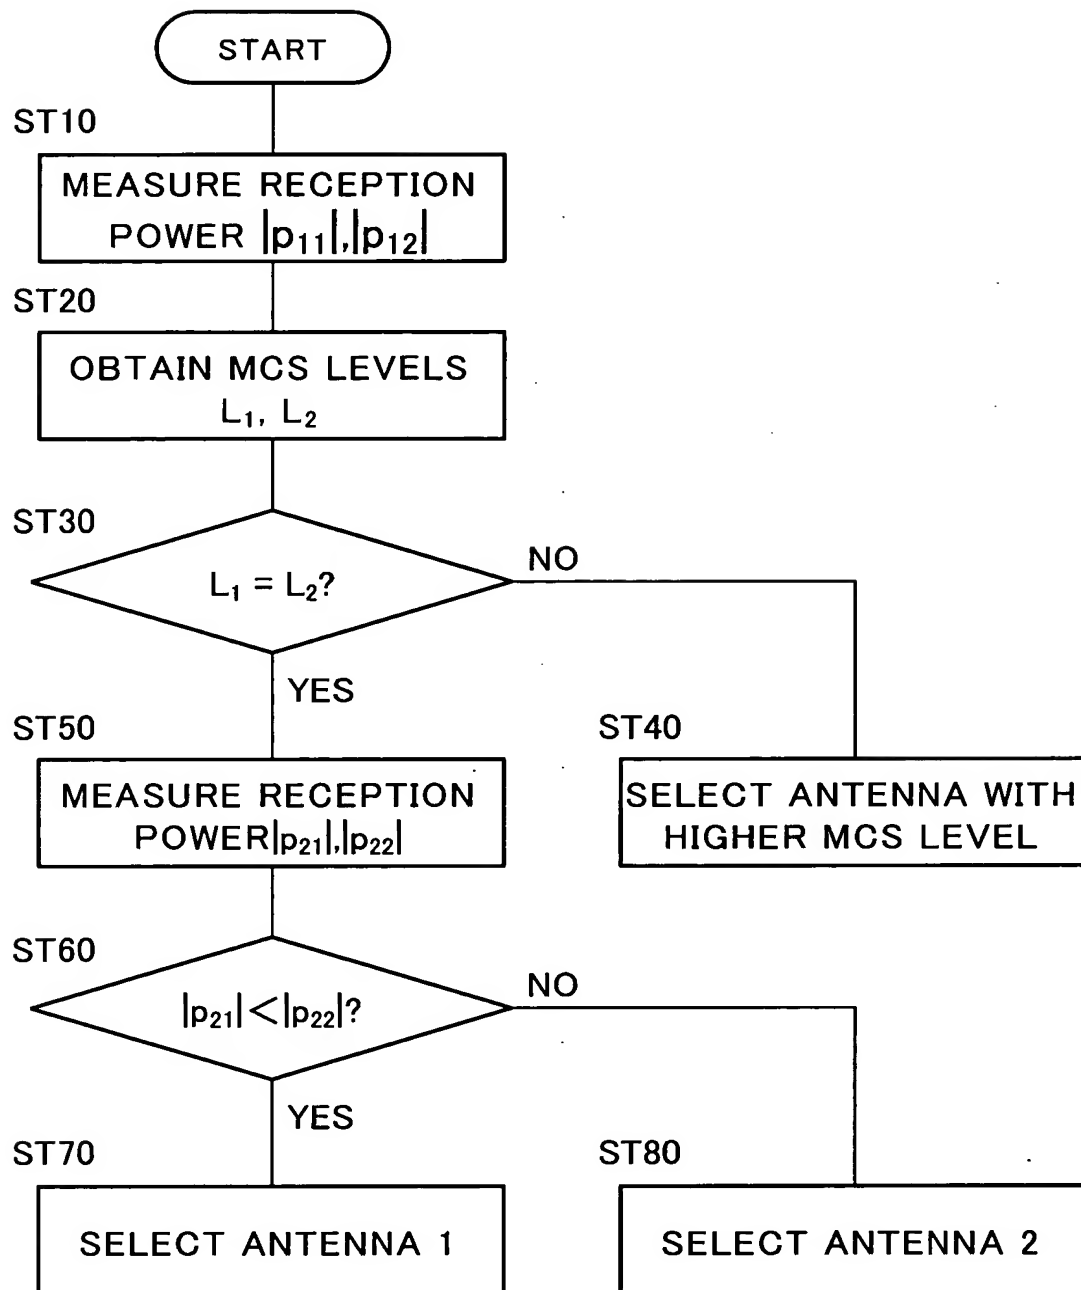 START
ST10
MEASURE RECEPTION
POWER |p₁₁|,|p₁₂|
ST20
OBTAIN MCS LEVELS
L₁, L₂
ST30
L₁ = L₂?
NO
YES
ST50
MEASURE RECEPTION
POWER|p₂₁|,|p₂₂|
ST40
SELECT ANTENNA WITH
HIGHER MCS LEVEL
ST60
|p₂₁|<|p₂₂|?
NO
YES
ST70
SELECT ANTENNA 1
ST80
SELECT ANTENNA 2